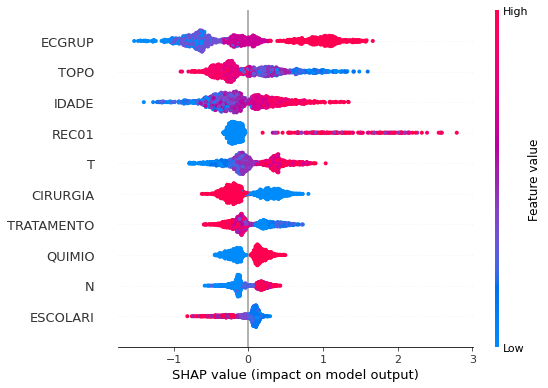 High
ECGRUP
TOPO
IDADE
REC01
T
CIRURGIA
TRATAMENTO
QUIMIO
N
ESCOLARI
Feature value
Low
−1 0 1 2 3
SHAP value (impact on model output)